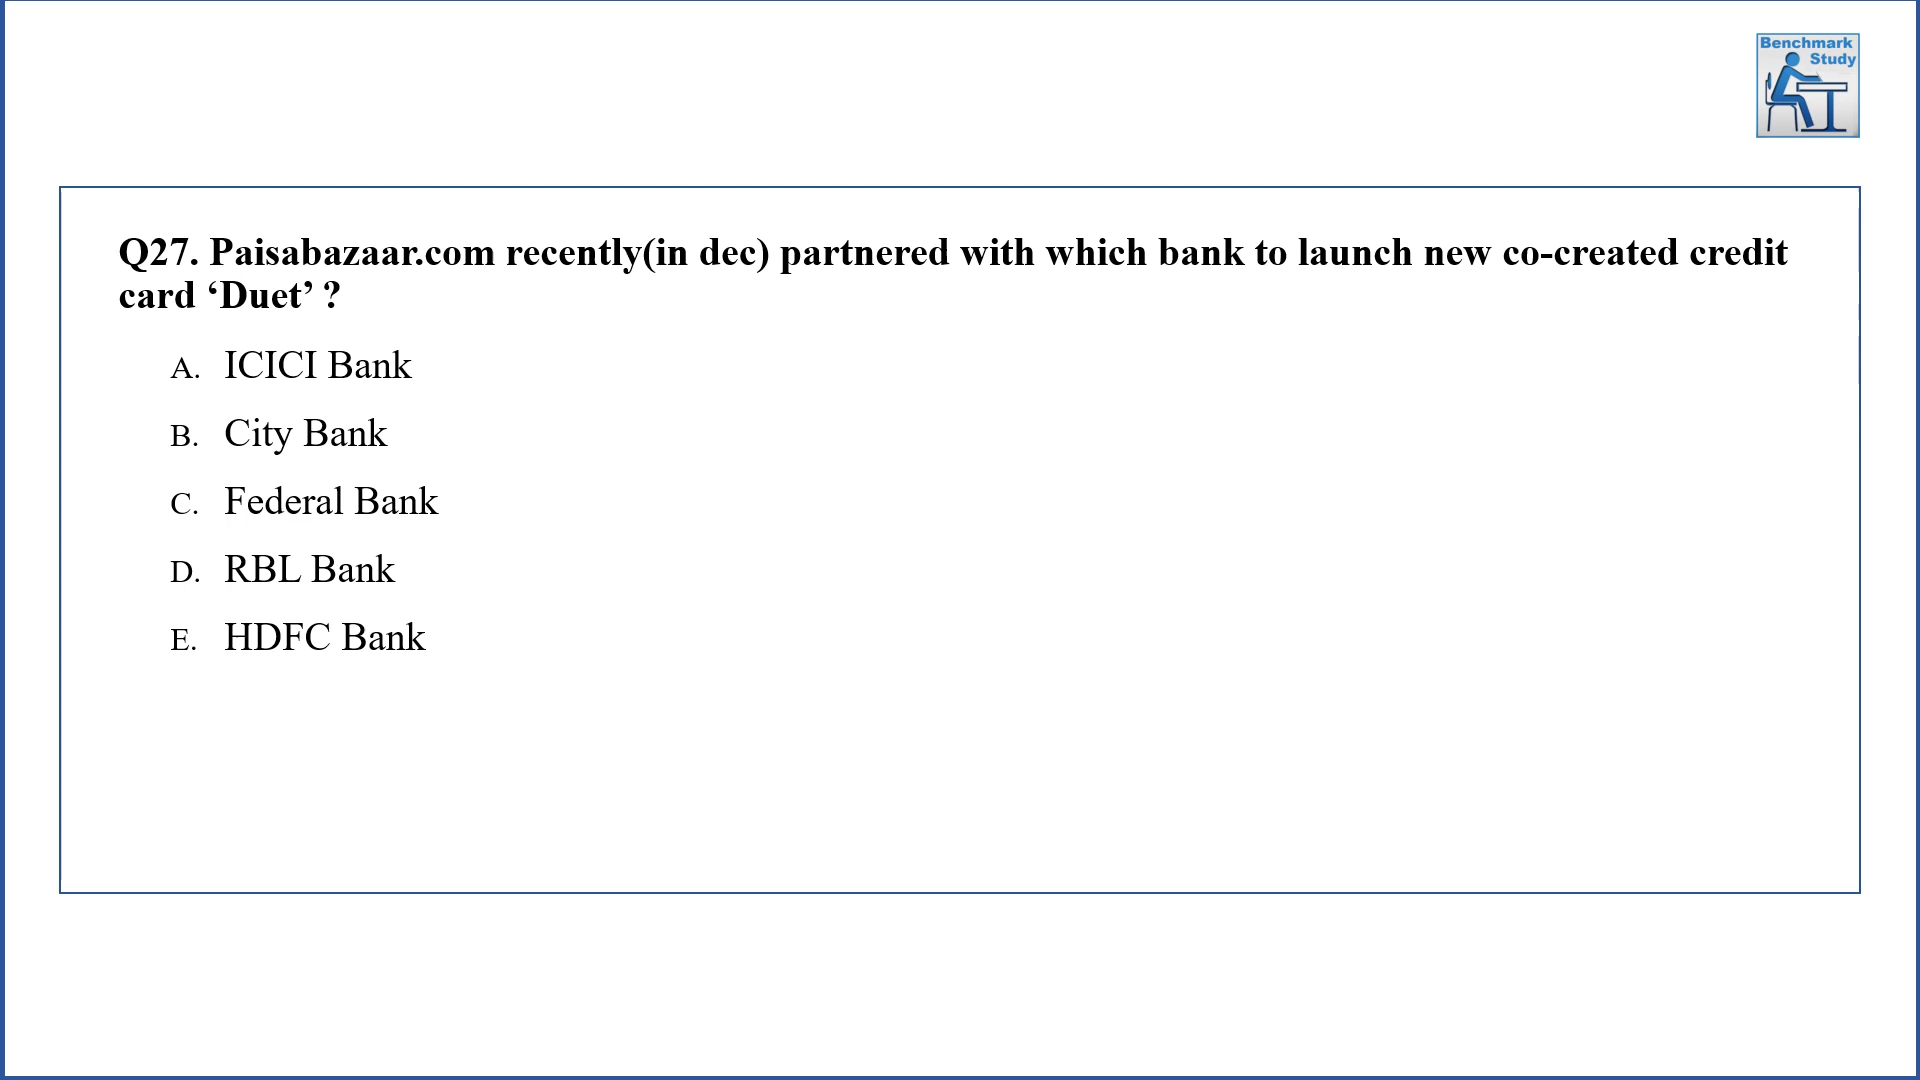 Benchmark
Study
Q27. Paisabazaar.com recently(in dec) partnered with which bank to launch new co-created credit
card ‘Duet’ ?
A. ICICI Bank
B. City Bank
C. Federal Bank
D. RBL Bank
E. HDFC Bank